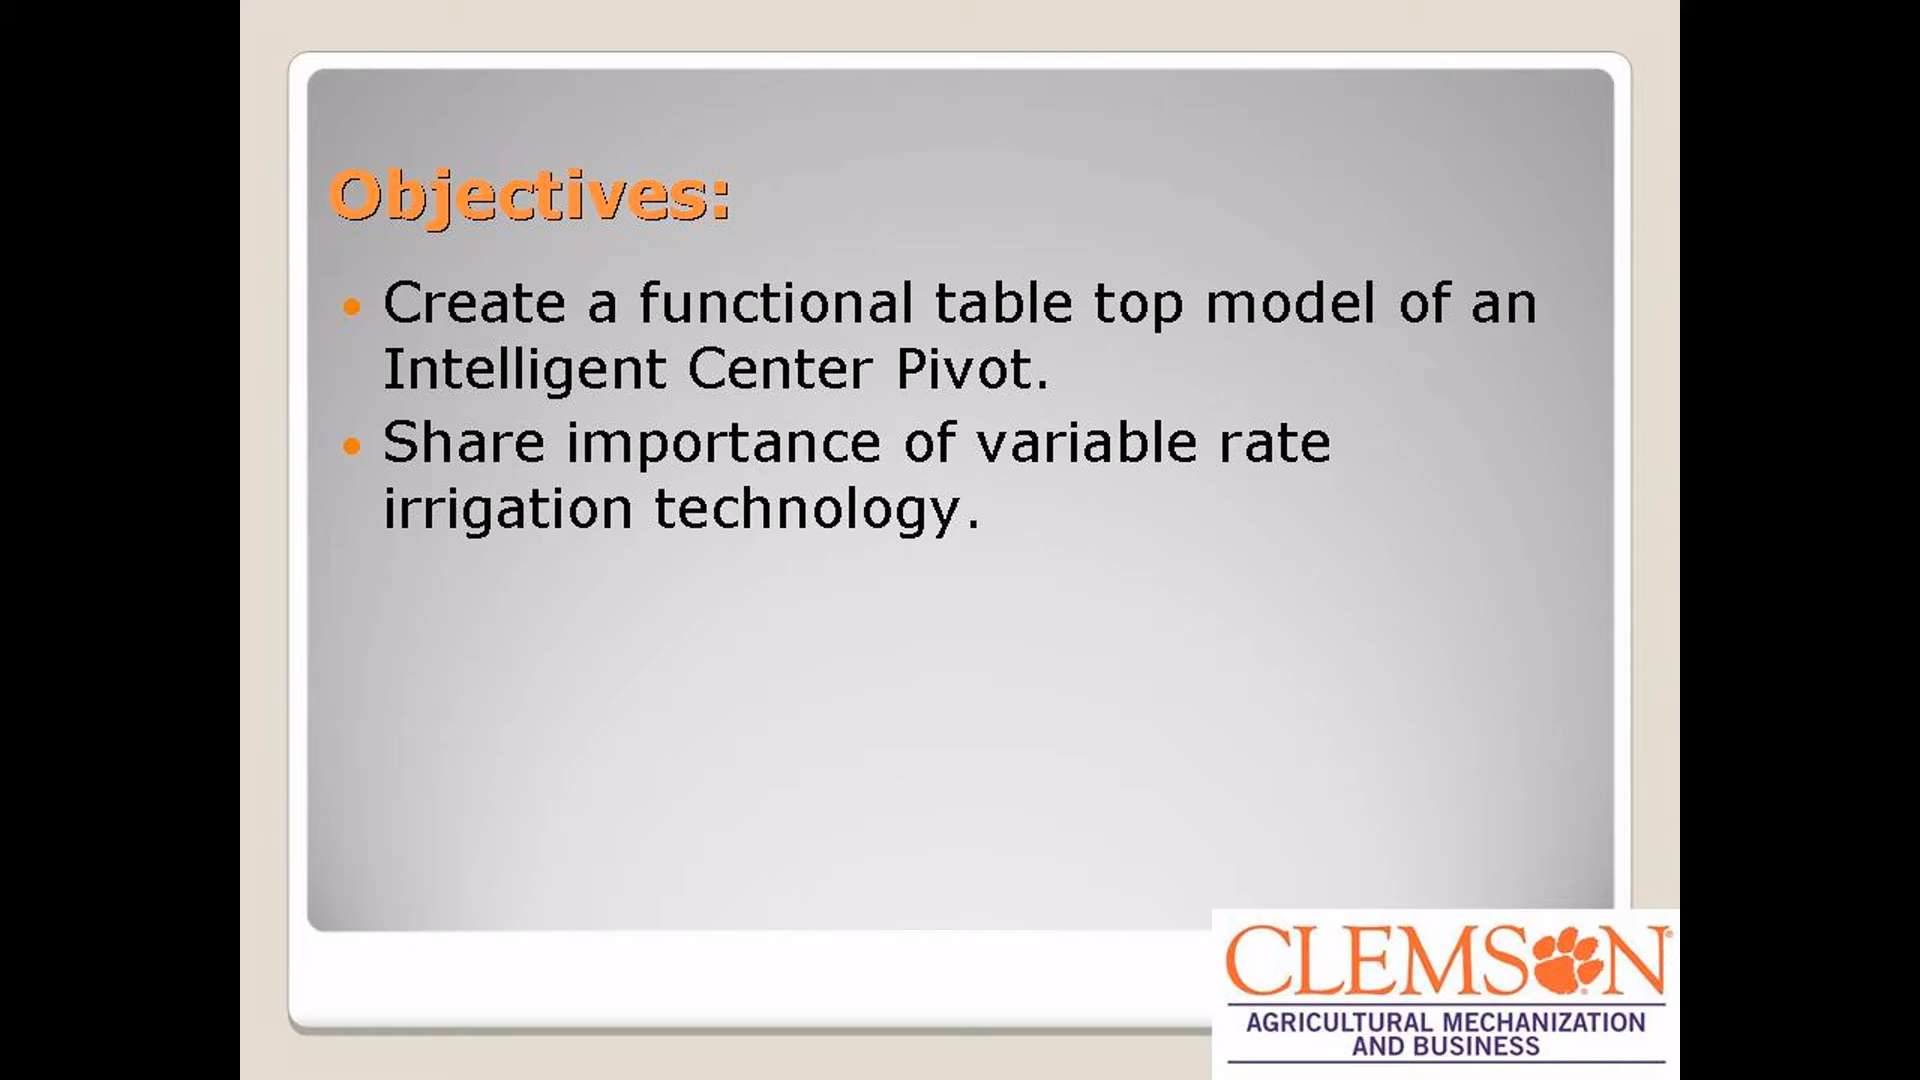 Objectives:
• Create a functional table top model of an
Intelligent Center Pivot.
• Share importance of variable rate
irrigation technology.
CLEMSON®
AGRICULTURAL MECHANIZATION
AND BUSINESS